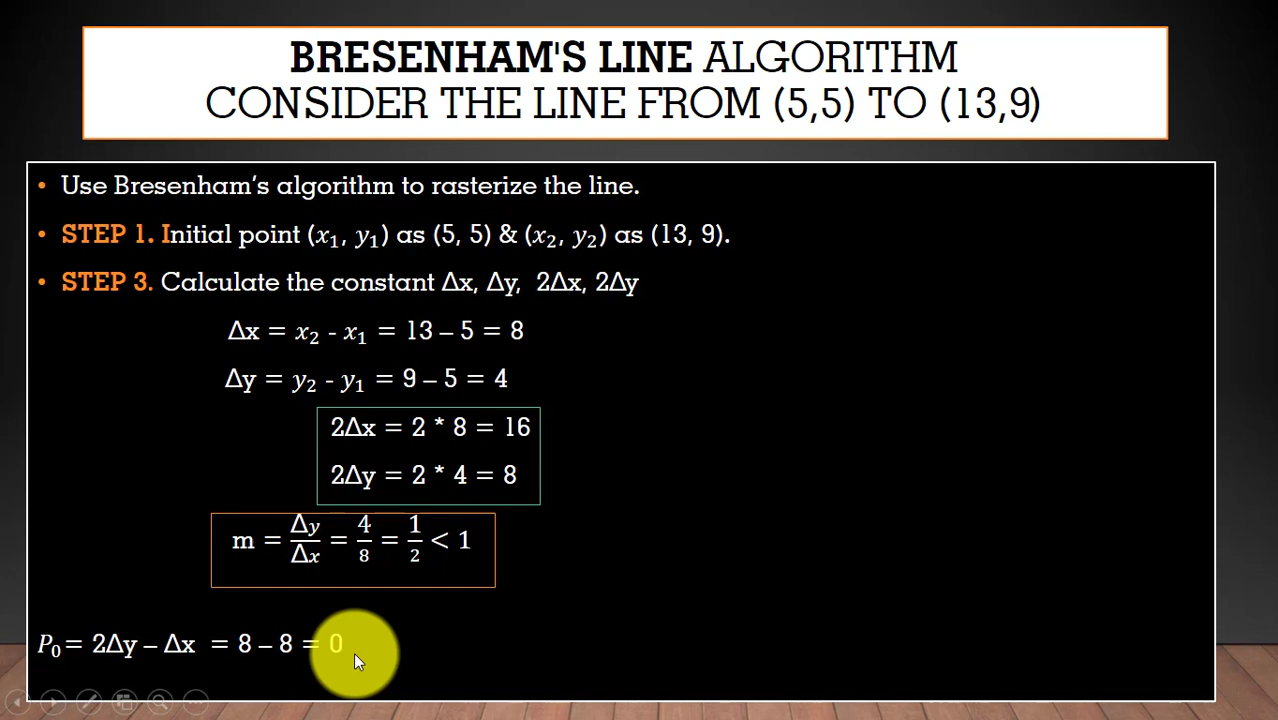 BRESENHAM'S LINE ALGORITHM
CONSIDER THE LINE FROM (5,5) TO (13,9)
• Use Bresenham's algorithm to rasterize the line.
• STEP 1. Initial point (x₁, y₁) as (5, 5) & (x₂, y₂) as (13, 9).
• STEP 3. Calculate the constant Δx, Δy, 2Δx, 2Δy
Δx = x₂ - x₁ = 13 – 5 = 8
Δy = y₂ - y₁ = 9 – 5 = 4
2Δx = 2 * 8 = 16
2Δy = 2 * 4 = 8
m = Δy/Δx = 4/8 = 1/2 < 1
P₀ = 2Δy – Δx = 8 – 8 = 0